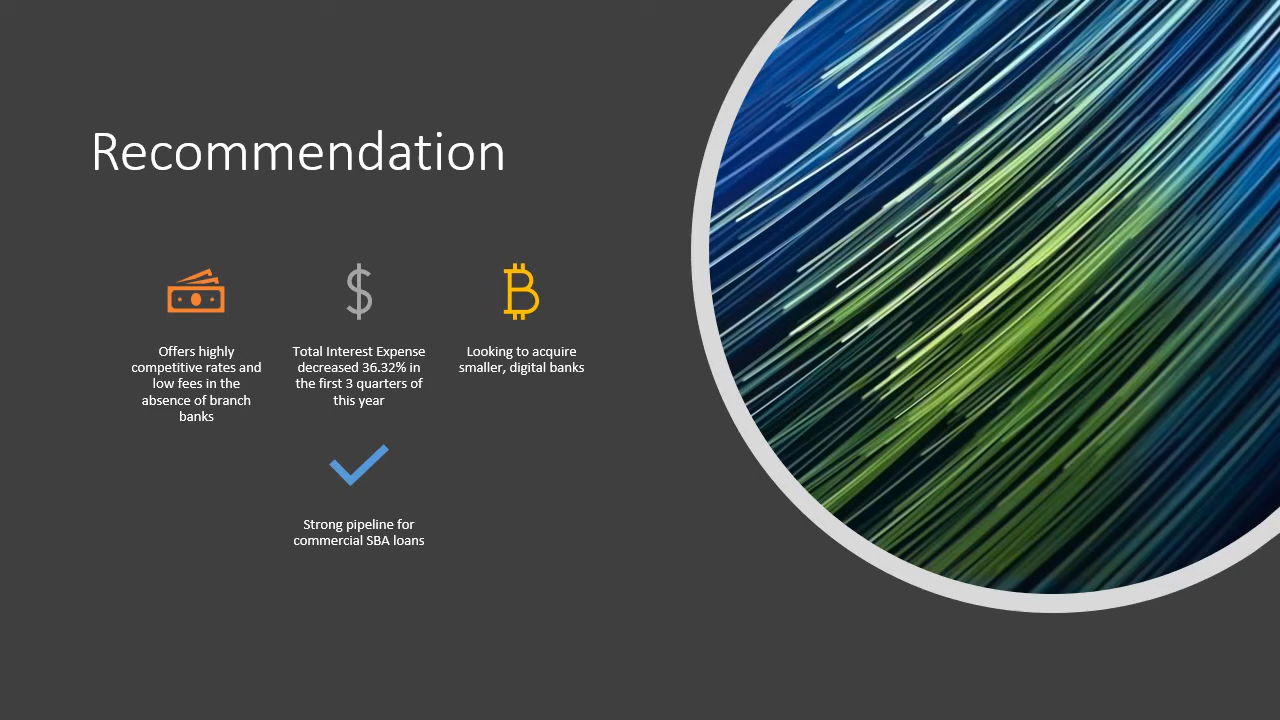 Recommendation
Offers highly
competitive rates and
low fees in the
absence of branch
banks
Total Interest Expense
decreased 36.32% in
the first 3 quarters of
this year
Looking to acquire
smaller, digital banks
Strong pipeline for
commercial SBA loans